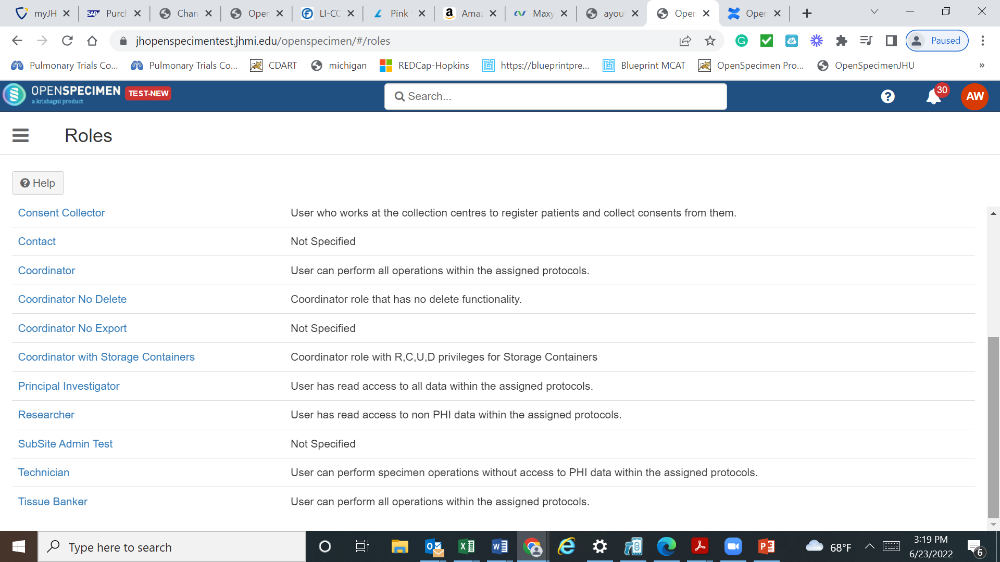 myJH
Purch
Chan
Open
LI-CO
Pink
Amaz
Maxy
ayou
Open
Open
jhopenspecimentest.jhmi.edu/openspecimen/#/roles
Paused
Pulmonary Trials Co...
Pulmonary Trials Co...
CDART
michigan
REDCap-Hopkins
https://blueprintpre...
Blueprint MCAT
OpenSpecimen Pro...
OpenSpecimenJHU
»
OPENSPECIMEN
a krishagni product
TEST-NEW
Search...
30
AW
Roles
Help
Consent Collector User who works at the collection centres to register patients and collect consents from them.
Contact Not Specified
Coordinator User can perform all operations within the assigned protocols.
Coordinator No Delete Coordinator role that has no delete functionality.
Coordinator No Export Not Specified
Coordinator with Storage Containers Coordinator role with R,C,U,D privileges for Storage Containers
Principal Investigator User has read access to all data within the assigned protocols.
Researcher User has read access to non PHI data within the assigned protocols.
SubSite Admin Test Not Specified
Technician User can perform specimen operations without access to PHI data within the assigned protocols.
Tissue Banker User can perform all operations within the assigned protocols.
Type here to search
68°F
3:19 PM
6/23/2022
6